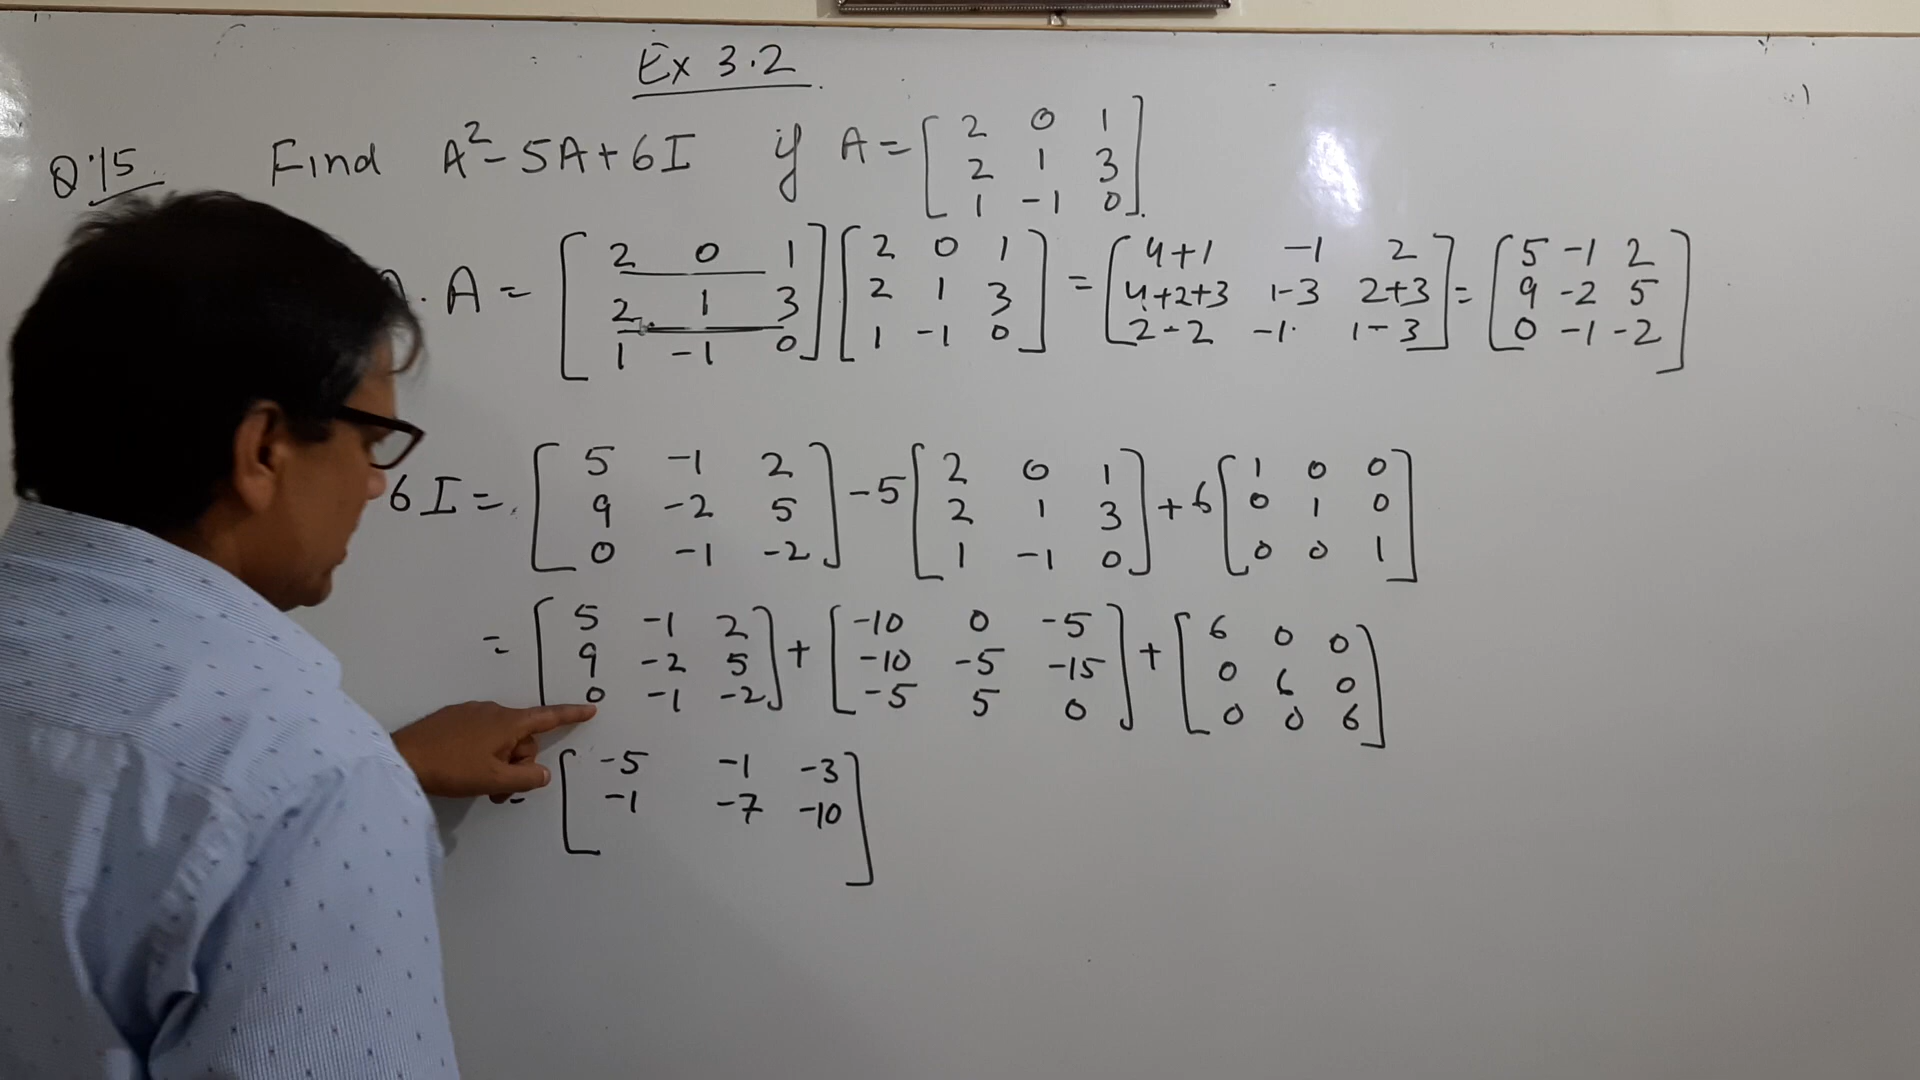 Ex 3.2
Q.15. Find A²-5A+6I if A = [2 0 1
2 1 3
1 -1 0]
. A = [2 0 1 [2 0 1 = [4+1 -1 2 = [5 -1 2
2 1 3 2 1 3 4+2+3 1-3 2+3 9 -2 5
1 -1 0] 1 -1 0] 2-2 -1 1-3] 0 -1 -2]
6I = [5 -1 2 -5 [2 0 1 +6 [1 0 0
9 -2 5 2 1 3 0 1 0
0 -1 -2] 1 -1 0] 0 0 1]
= [5 -1 2 + [-10 0 -5 + [6 0 0
9 -2 5 -10 -5 -15 0 6 0
0 -1 -2] -5 5 0] 0 0 6]
= [-5 -1 -3
-1 -7 -10
]